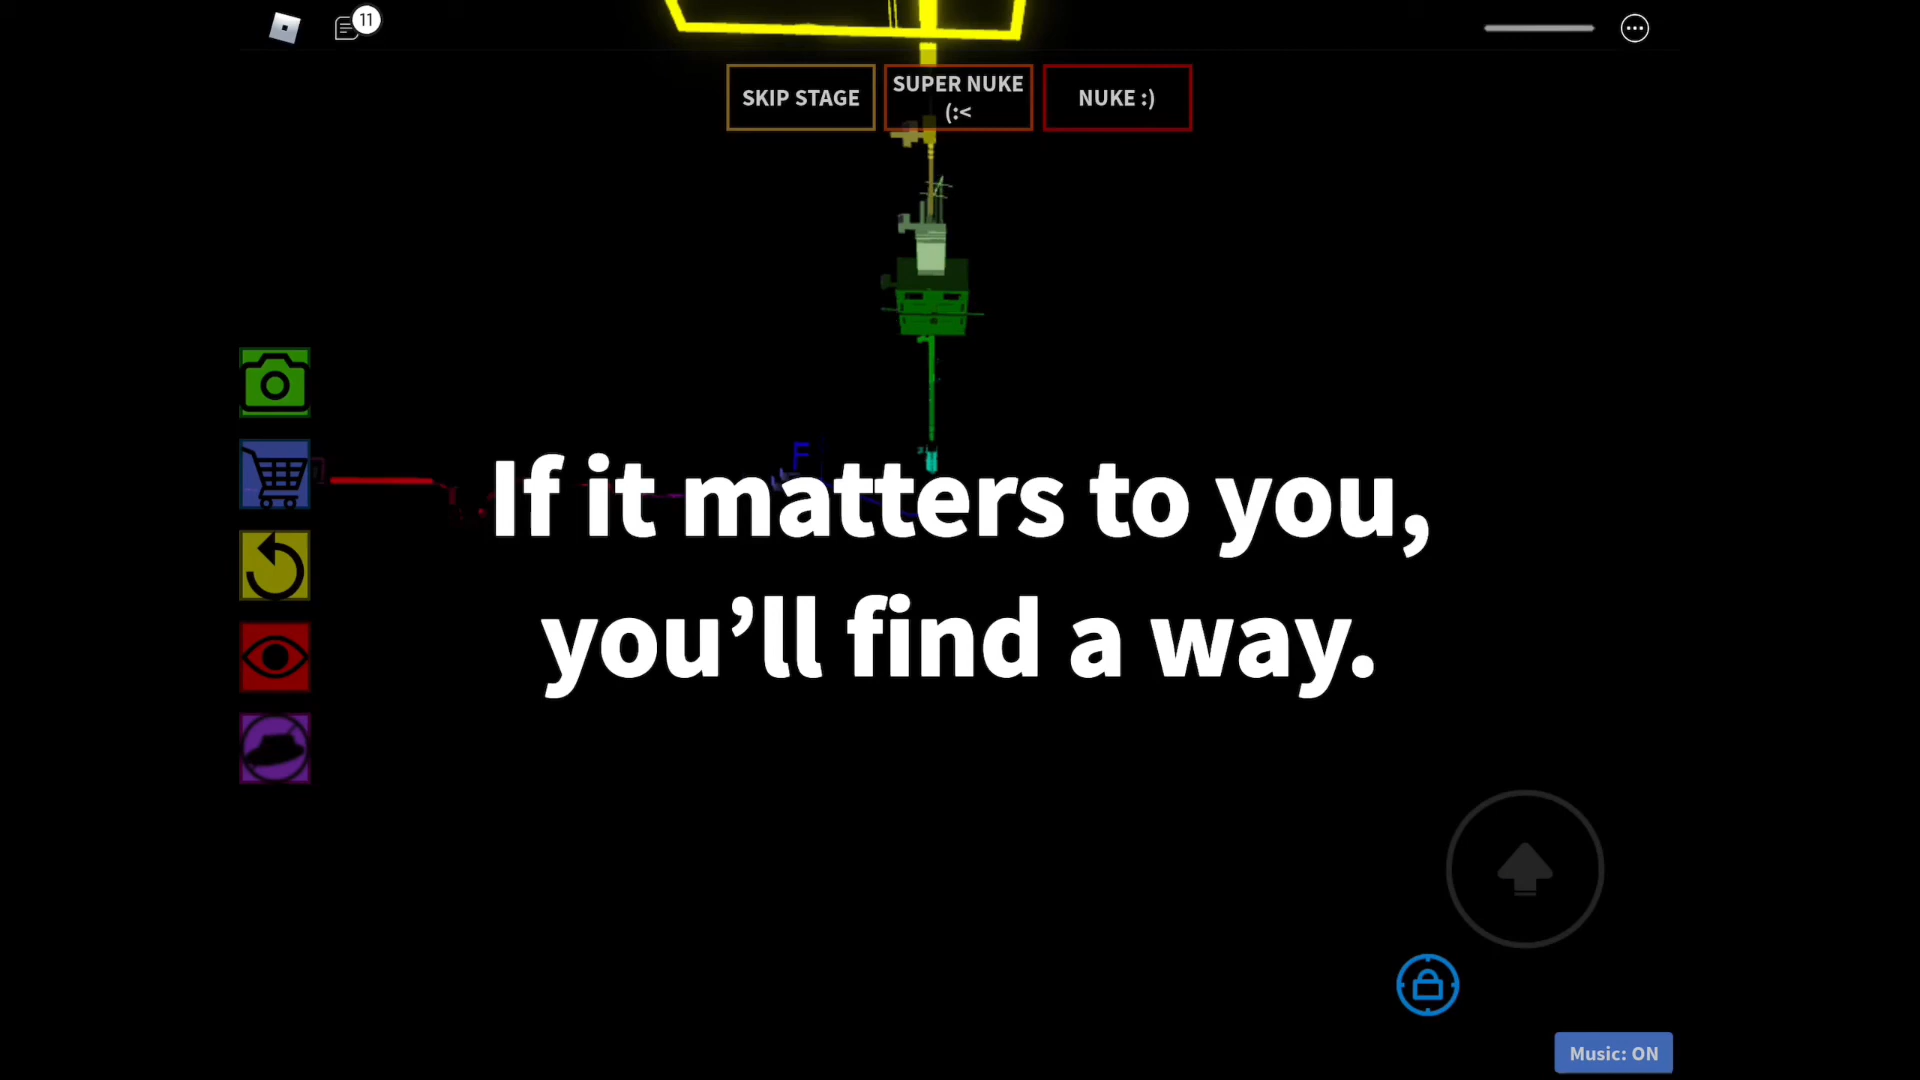 11
SKIP STAGE
SUPER NUKE
(:<
NUKE :)
F
If it matters to you,
you’ll find a way.
Music: ON